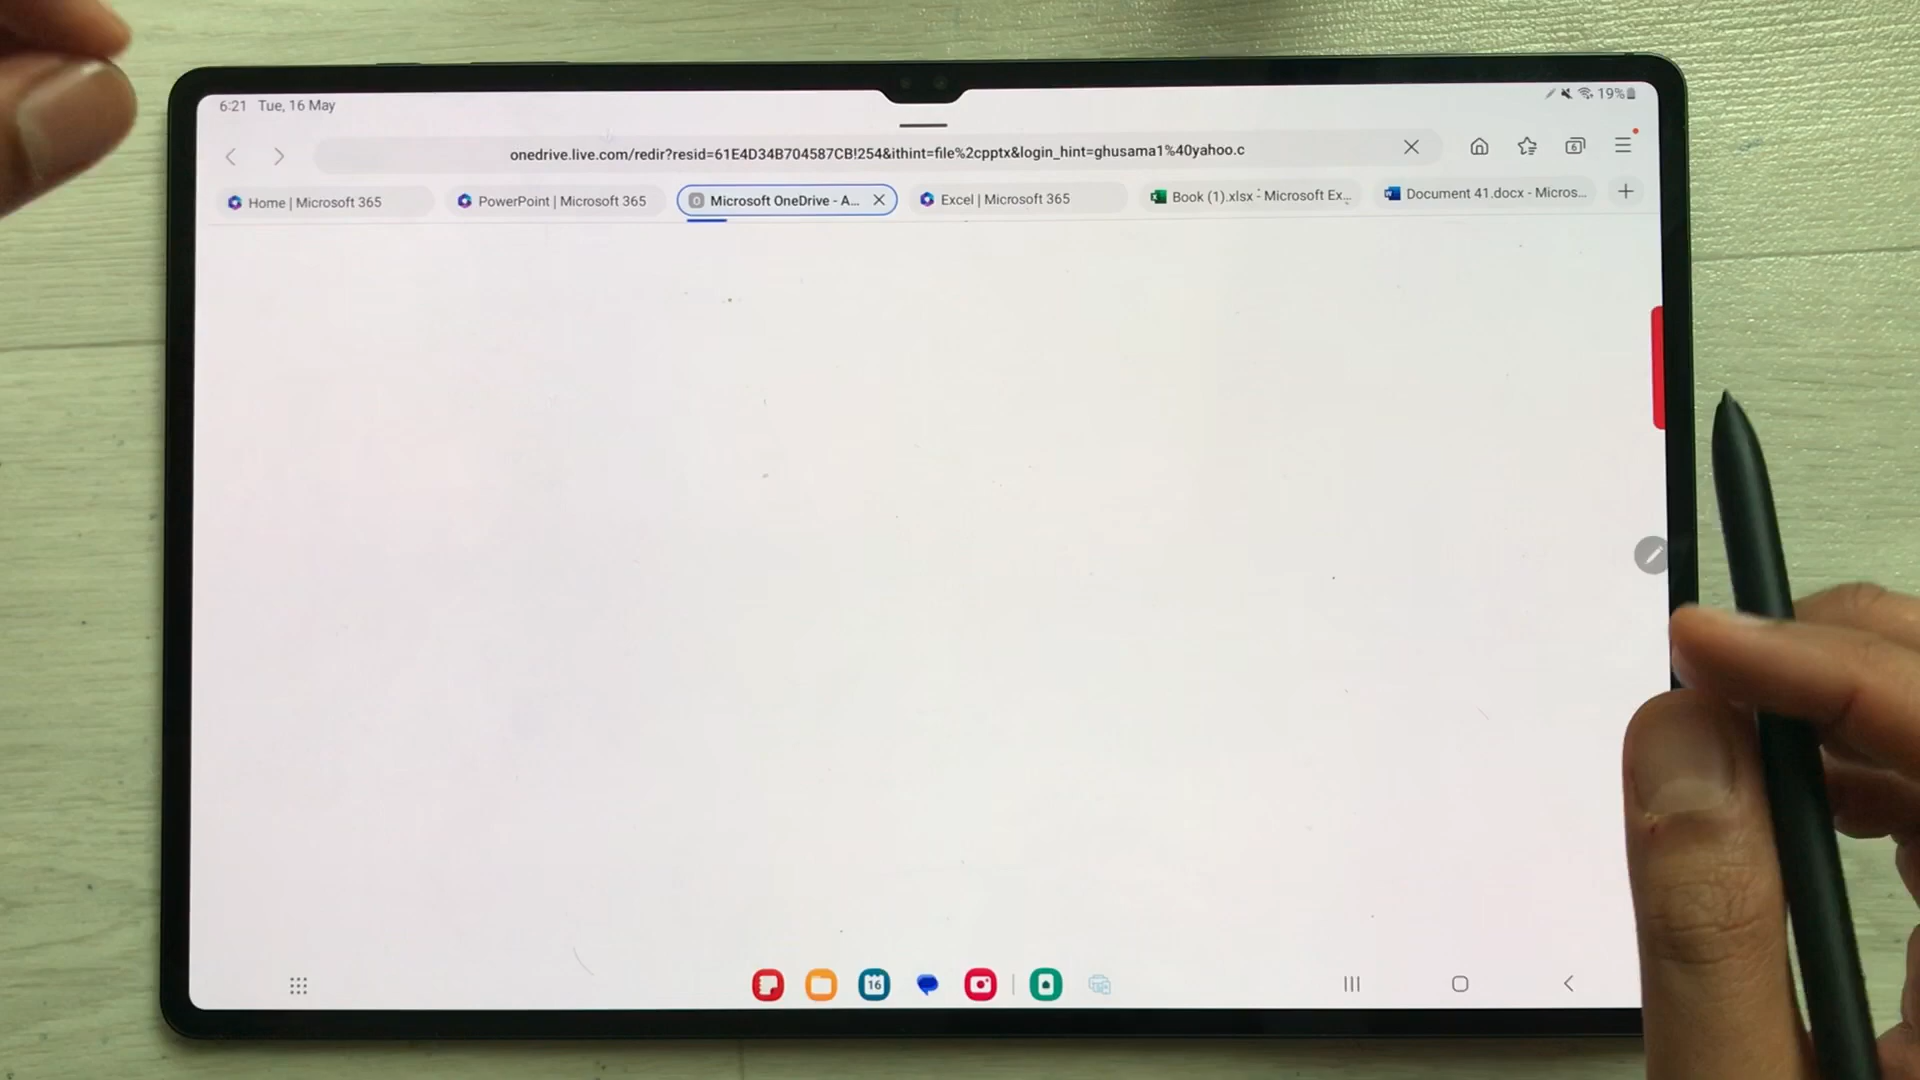 6:21 Tue, 16 May
19%
onedrive.live.com/redir?resid=61E4D34B704587CB!254&ithint=file%2cpptx&login_hint=ghusama1%40yahoo.c
6
Home | Microsoft 365
PowerPoint | Microsoft 365
Microsoft OneDrive - A...
Excel | Microsoft 365
Book (1).xlsx - Microsoft Ex...
Document 41.docx - Micros...
16